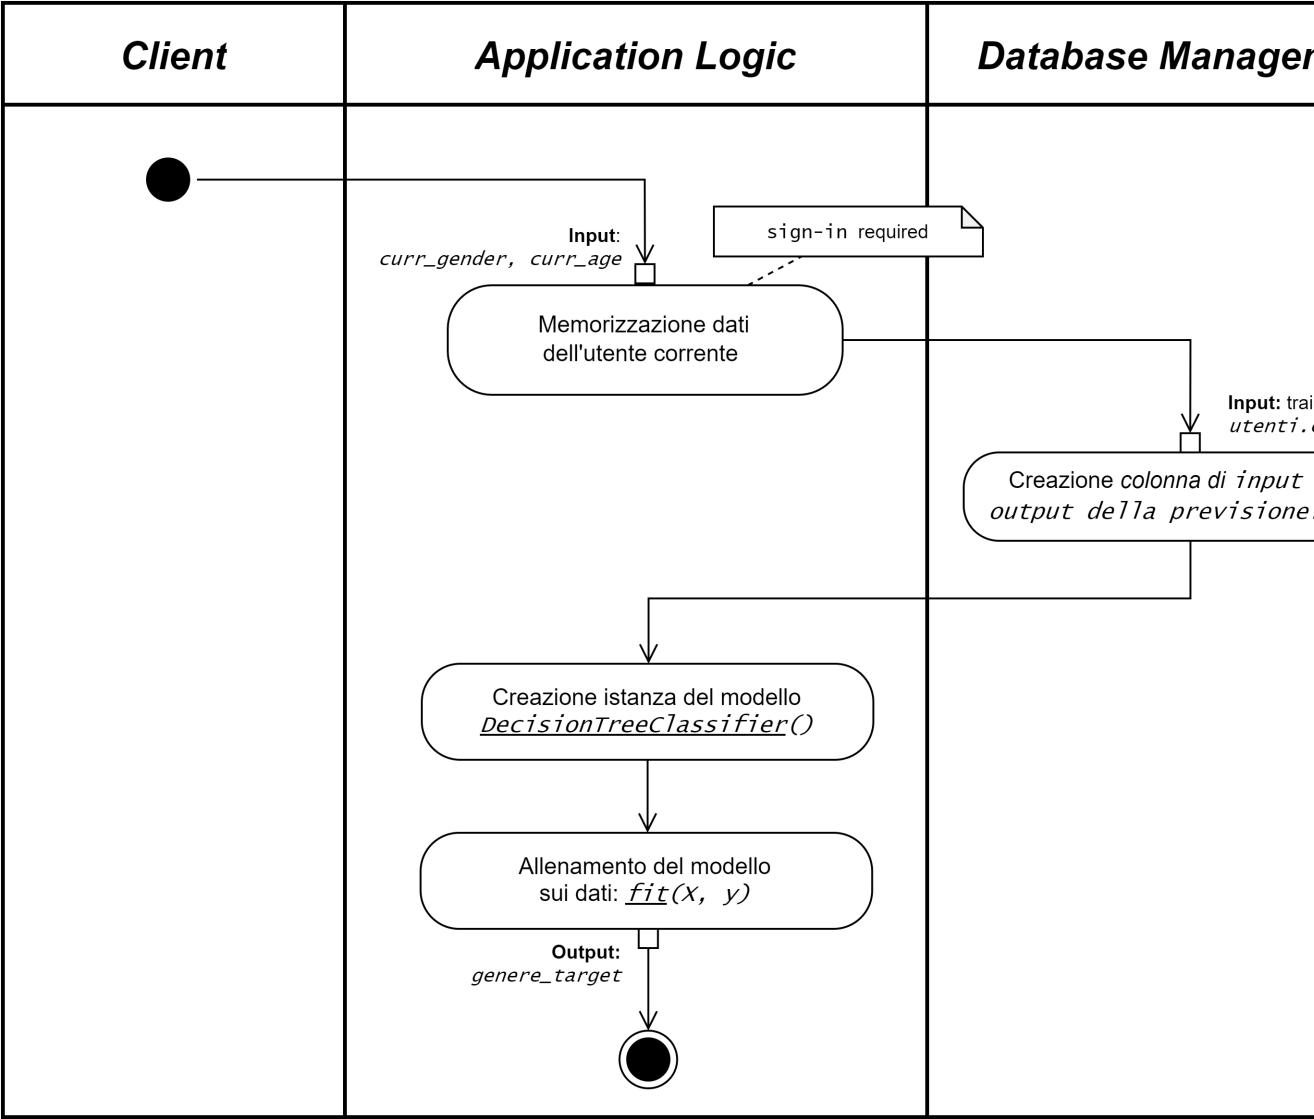 Client
Application Logic
Database Manager
sign-in required
Input:
curr_gender, curr_age
Memorizzazione dati
dell'utente corrente
Input:
utenti.
Creazione colonna di input
output della previsione.
Creazione istanza del modello
DecisionTreeClassifier()
Allenamento del modello
sui dati: fit(X, y)
Output:
genere_target